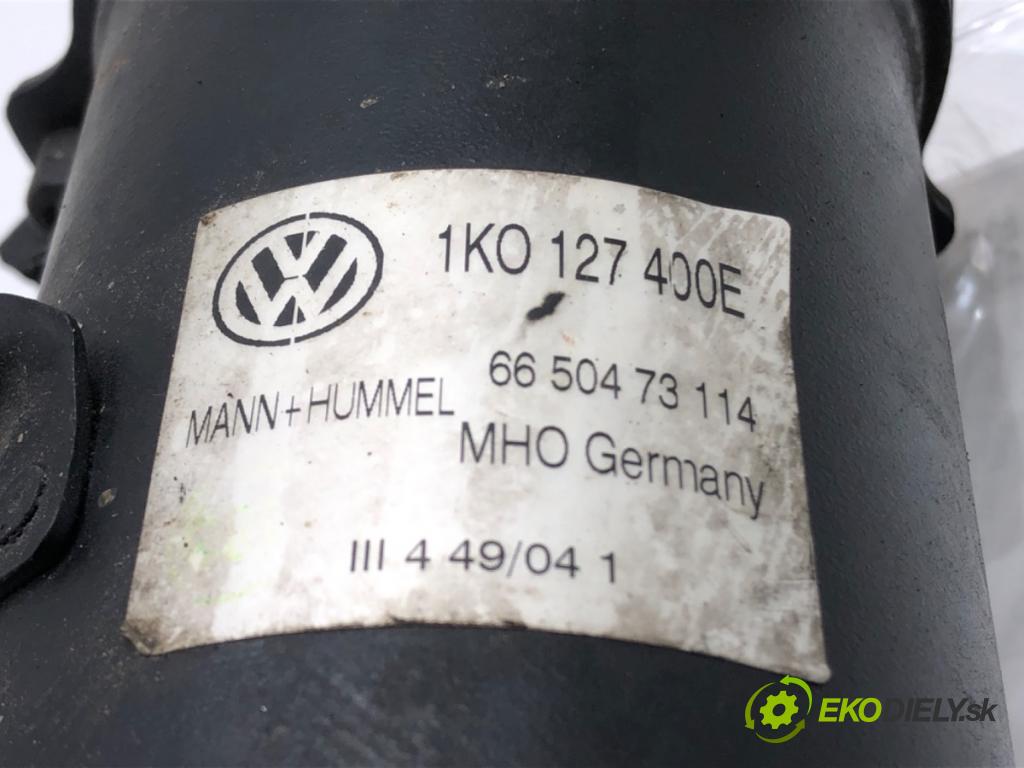 1K0 127 400E
66 504 73 114
MANN+HUMMEL
MHO Germany
III 4 49/04 1
EKODIELY.sk